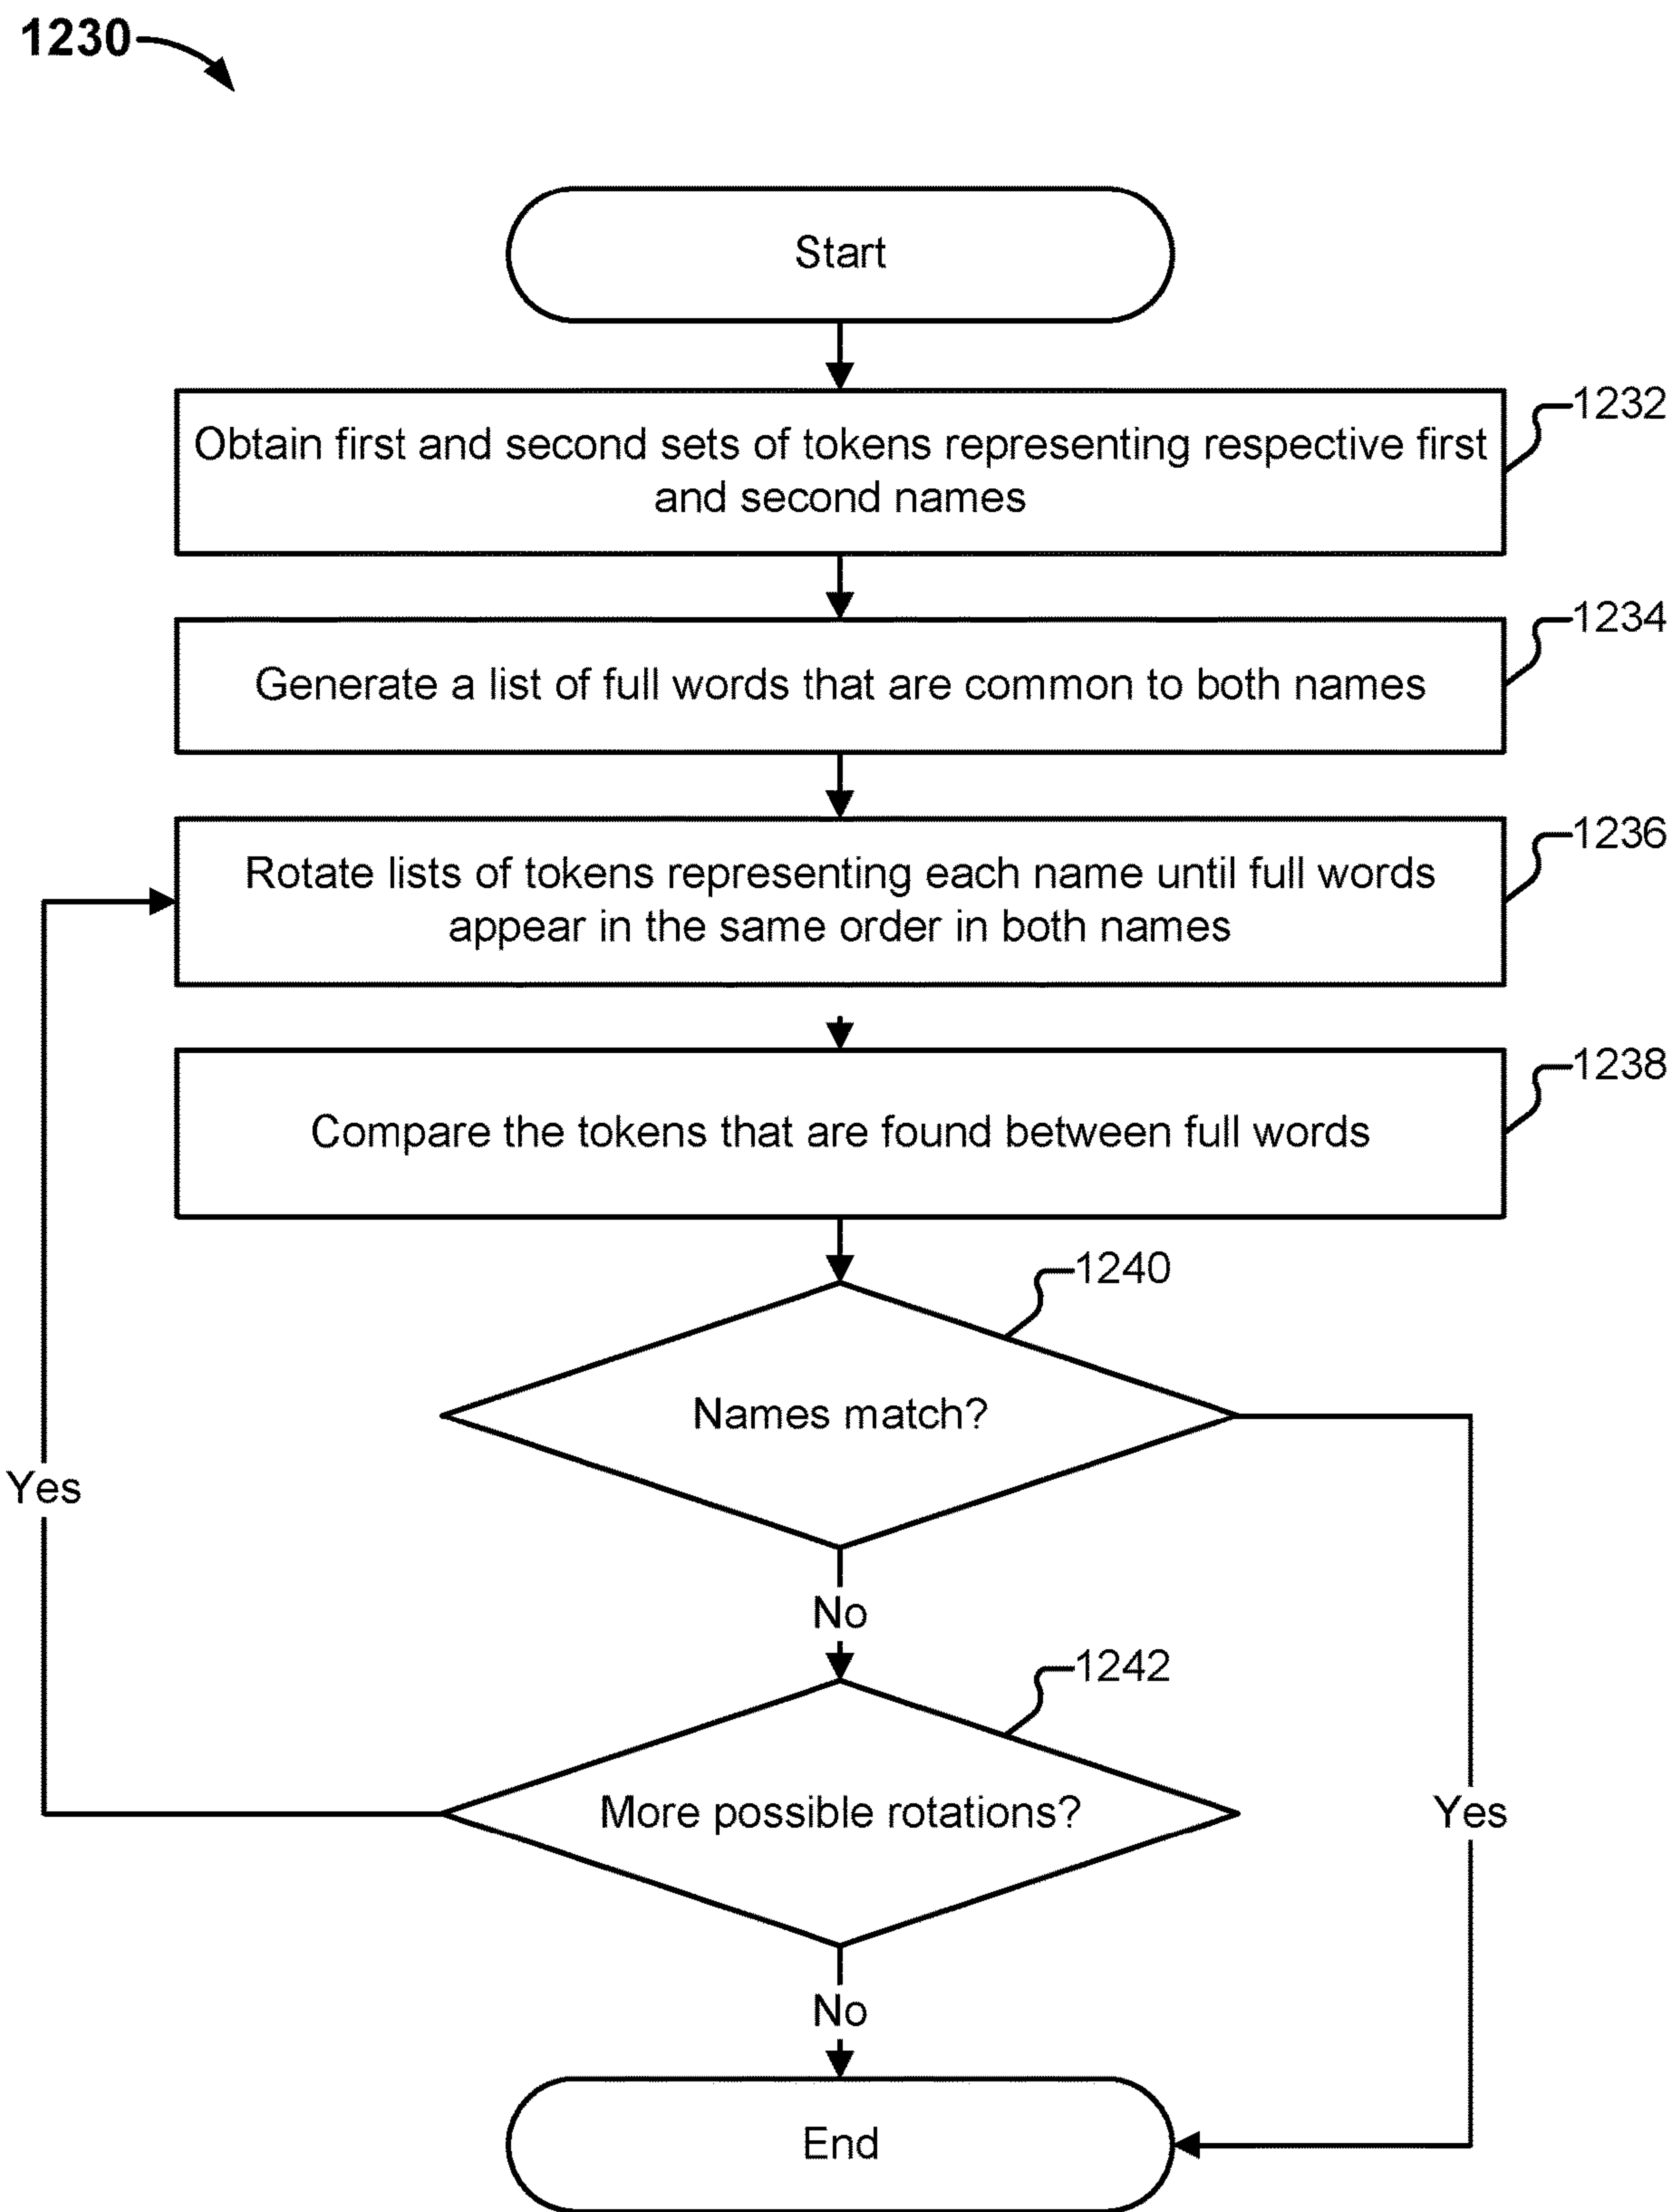 1230
Start
1232
Obtain first and second sets of tokens representing respective first
and second names
1234
Generate a list of full words that are common to both names
1236
Rotate lists of tokens representing each name until full words
appear in the same order in both names
1238
Compare the tokens that are found between full words
1240
Names match?
Yes
No
1242
More possible rotations?
Yes
No
End